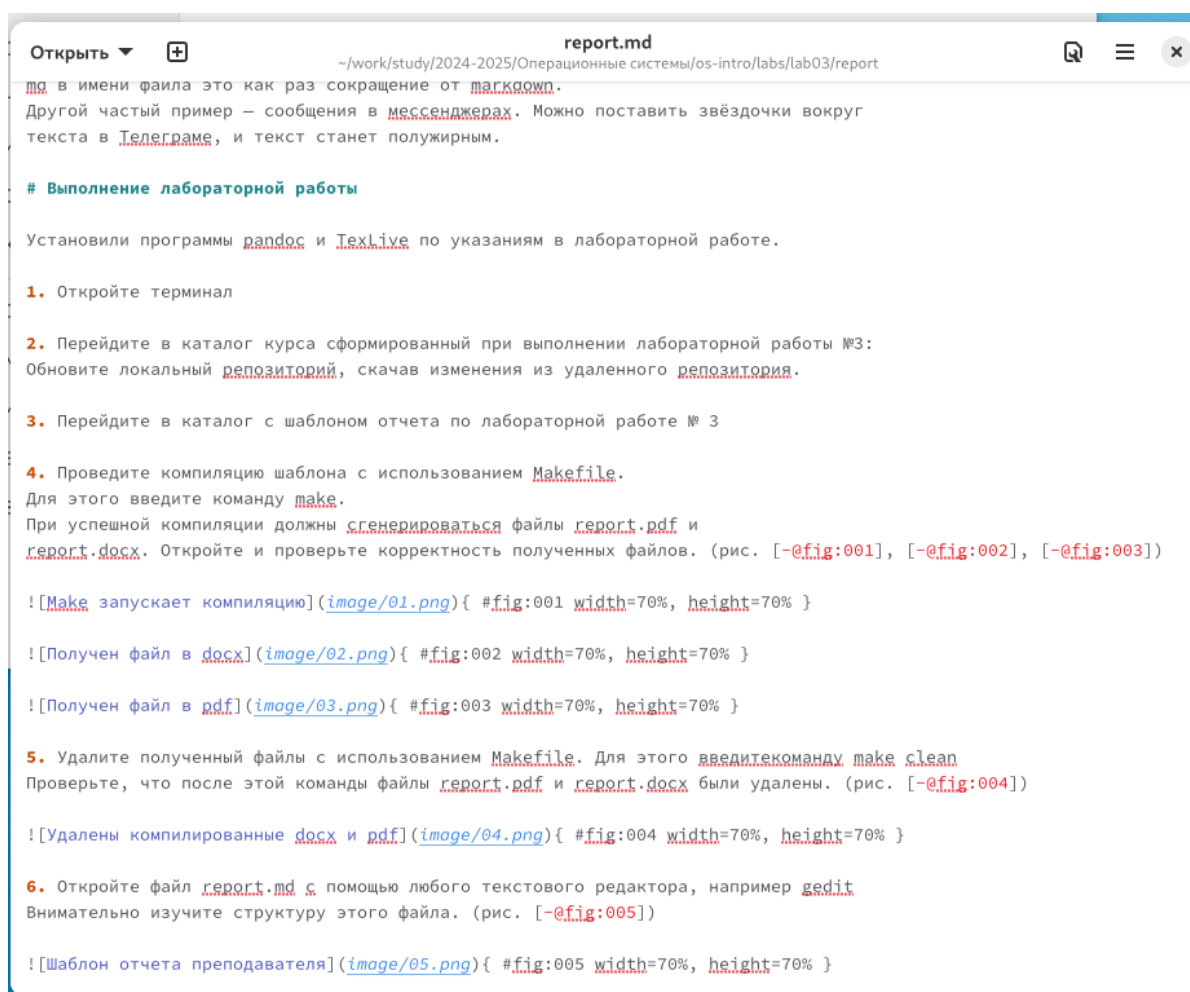 Открыть
report.md
~/work/study/2024-2025/Операционные системы/os-intro/labs/lab03/report
md в имени файла это как раз сокращение от markdown.
Другой частый пример — сообщения в мессенджерах. Можно поставить звёздочки вокруг
текста в Телеграме, и текст станет полужирным.
# Выполнение лабораторной работы
Установили программы pandoc и TexLive по указаниям в лабораторной работе.
1. Откройте терминал
2. Перейдите в каталог курса сформированный при выполнении лабораторной работы №3:
Обновите локальный репозиторий, скачав изменения из удаленного репозитория.
3. Перейдите в каталог с шаблоном отчета по лабораторной работе № 3
4. Проведите компиляцию шаблона с использованием Makefile.
Для этого введите команду make.
При успешной компиляции должны сгенерироваться файлы report.pdf и
report.docx. Откройте и проверьте корректность полученных файлов. (рис. [-@fig:001], [-@fig:002], [-@fig:003])
![Make запускает компиляцию](image/01.png){ #fig:001 width=70%, height=70% }
![Получен файл в docx](image/02.png){ #fig:002 width=70%, height=70% }
![Получен файл в pdf](image/03.png){ #fig:003 width=70%, height=70% }
5. Удалите полученный файлы с использованием Makefile. Для этого введитекоманду make clean
Проверьте, что после этой команды файлы report.pdf и report.docx были удалены. (рис. [-@fig:004])
![Удалены компилированные docx и pdf](image/04.png){ #fig:004 width=70%, height=70% }
6. Откройте файл report.md c помощью любого текстового редактора, например gedit
Внимательно изучите структуру этого файла. (рис. [-@fig:005])
![Шаблон отчета преподавателя](image/05.png){ #fig:005 width=70%, height=70% }